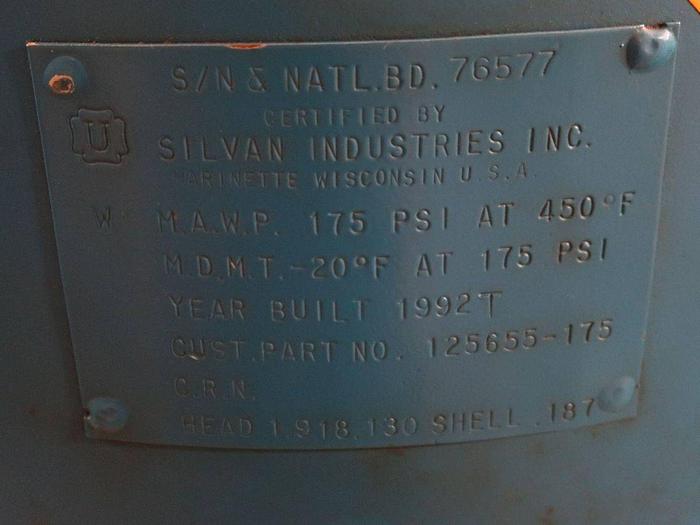 S/N & NATL.BD. 76577
CERTIFIED BY
U SILVAN INDUSTRIES INC.
MARINETTE WISCONSIN U.S.A.
W M.A.W.P. 175 PSI AT 450°F
M.D.M.T.-20°F AT 175 PSI
YEAR BUILT 1992T
CUST.PART NO. 125655-175
C.R.N.
HEAD 1.918.130 SHELL .187